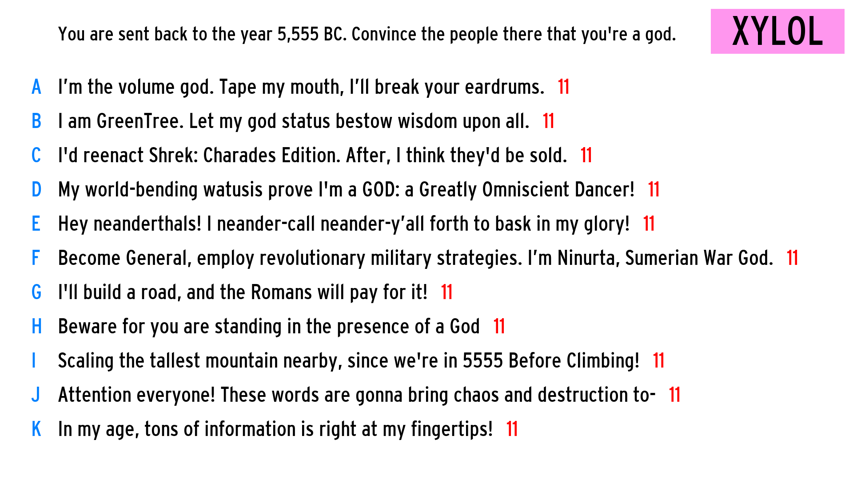 You are sent back to the year 5,555 BC. Convince the people there that you're a god.
XYLOL
A I’m the volume god. Tape my mouth, I’ll break your eardrums. 11
B I am GreenTree. Let my god status bestow wisdom upon all. 11
C I'd reenact Shrek: Charades Edition. After, I think they'd be sold. 11
D My world-bending watusis prove I'm a GOD: a Greatly Omniscient Dancer! 11
E Hey neanderthals! I neander-call neander-y’all forth to bask in my glory! 11
F Become General, employ revolutionary military strategies. I’m Ninurta, Sumerian War God. 11
G I'll build a road, and the Romans will pay for it! 11
H Beware for you are standing in the presence of a God 11
I Scaling the tallest mountain nearby, since we're in 5555 Before Climbing! 11
J Attention everyone! These words are gonna bring chaos and destruction to- 11
K In my age, tons of information is right at my fingertips! 11